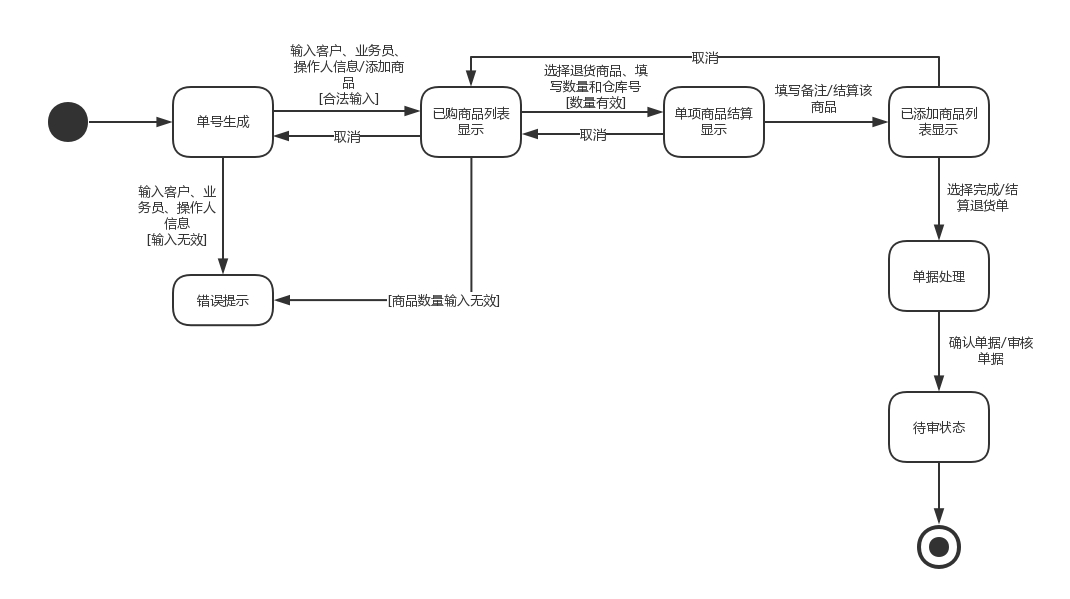 输入客户、业务员、
操作人信息/添加商
品
[合法输入]
取消
选择退货商品、填
写数量和仓库号
[数量有效]
填写备注/结算该
商品
单号生成
已购商品列表
显示
单项商品结算
显示
已添加商品列
表显示
取消
取消
输入客户、业
务员、操作人
信息
[输入无效]
选择完成/结
算退货单
错误提示
[商品数量输入无效]
单据处理
确认单据/审核
单据
待审状态